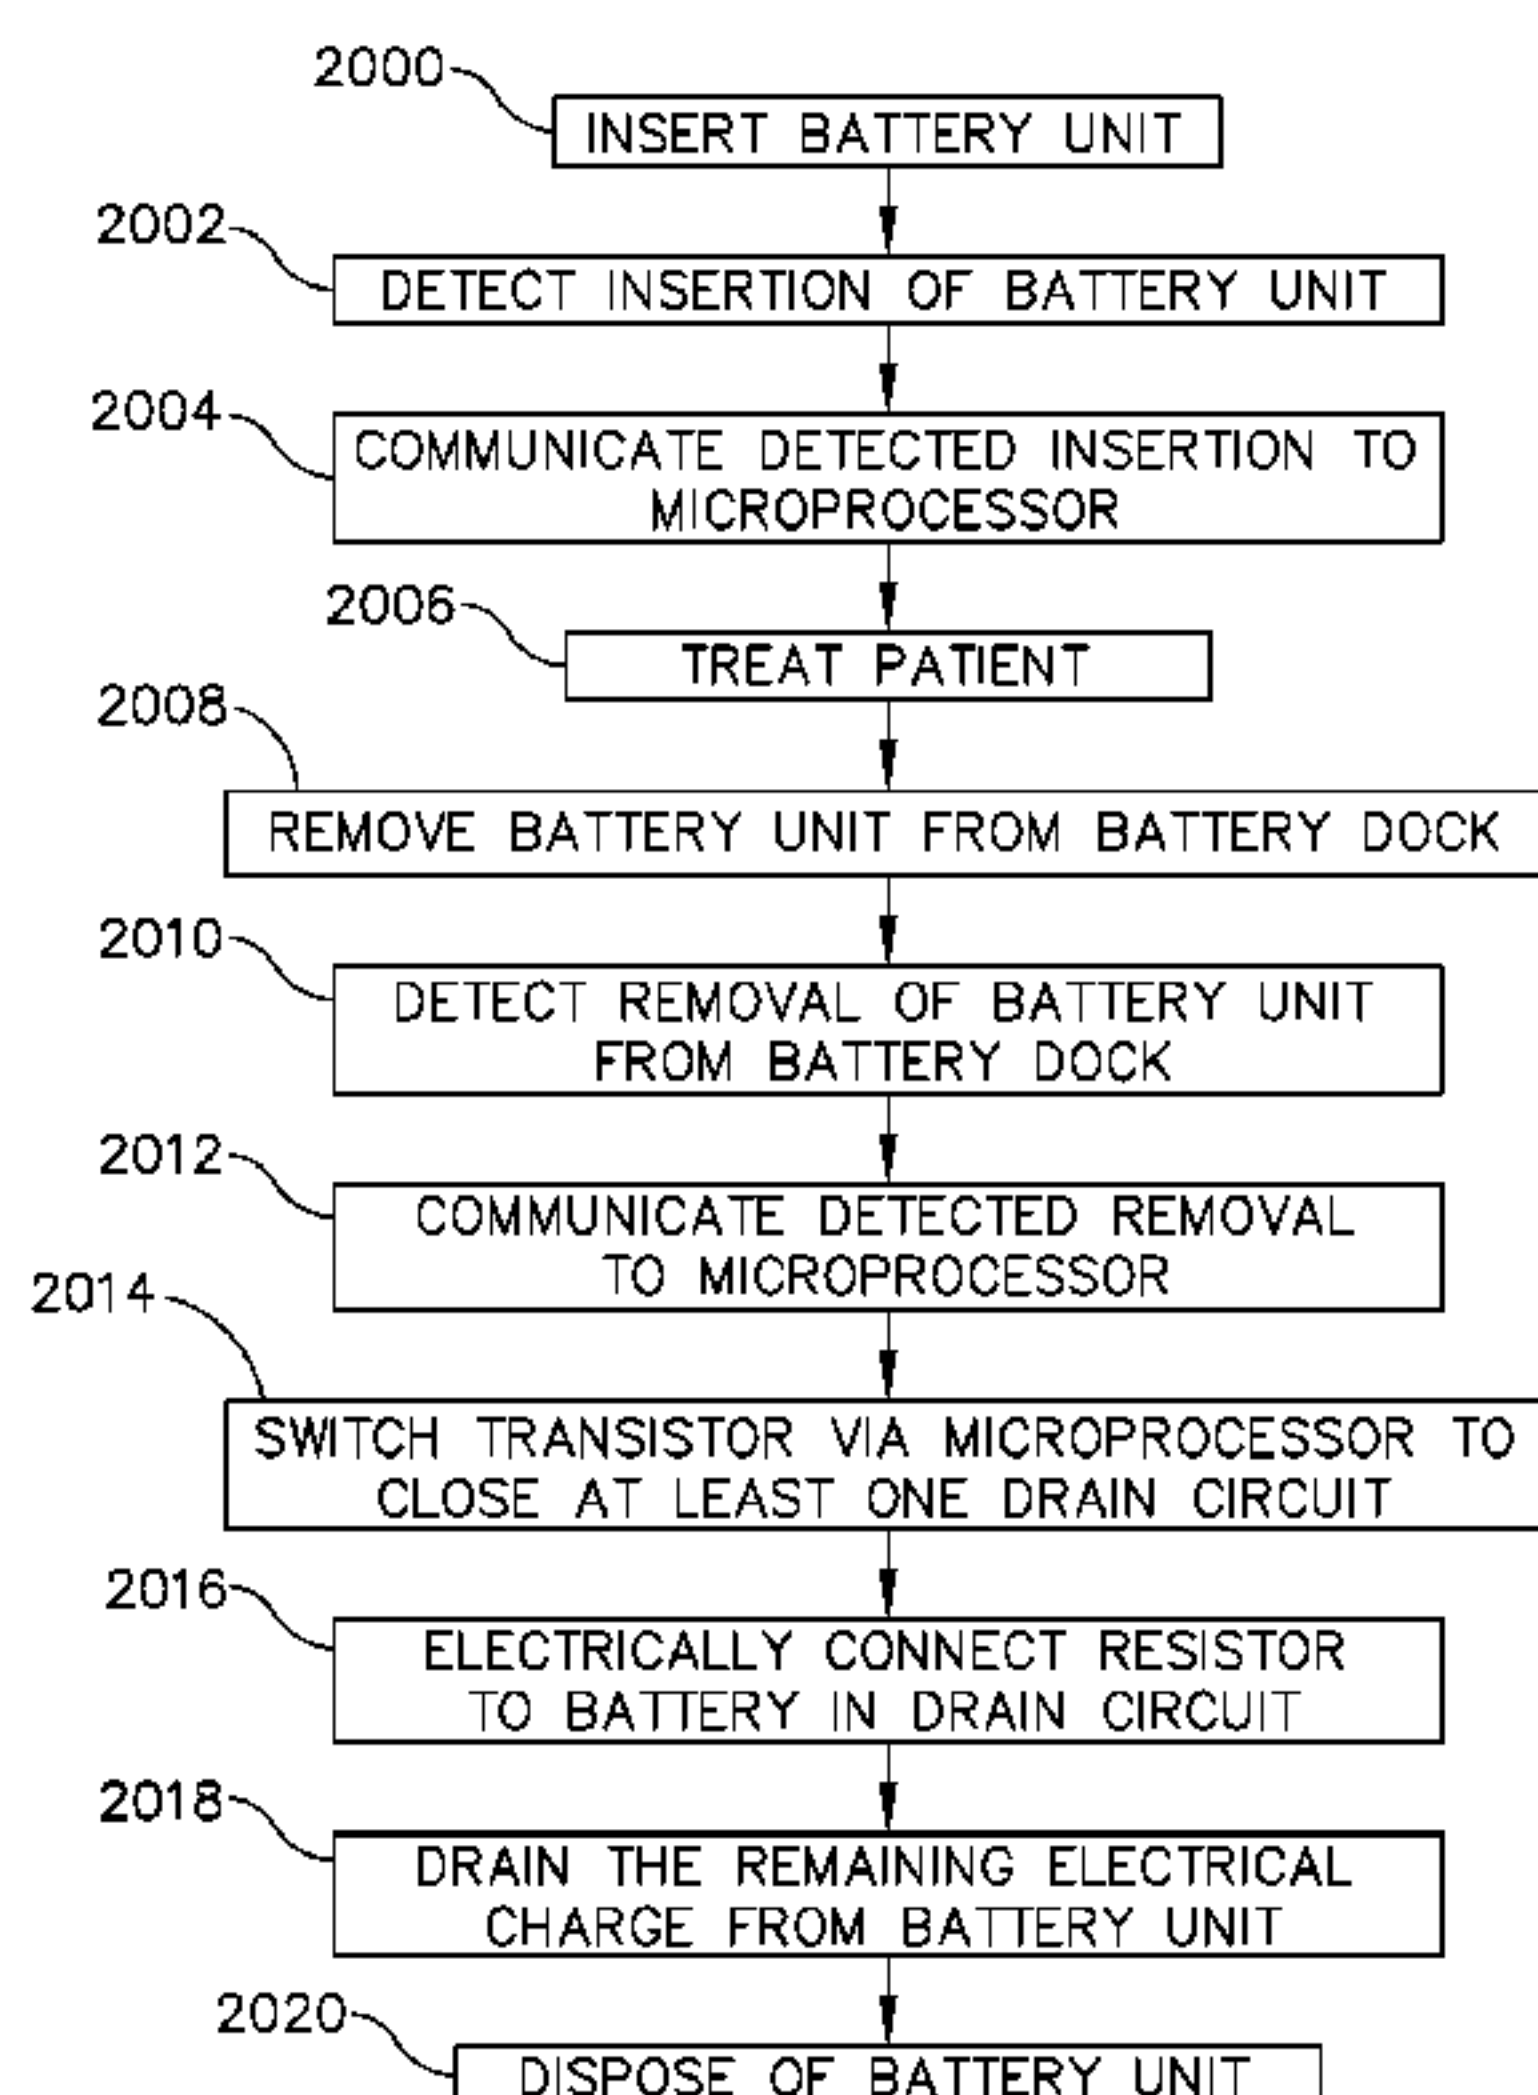 2000
INSERT BATTERY UNIT
2002
DETECT INSERTION OF BATTERY UNIT
2004
COMMUNICATE DETECTED INSERTION TO
MICROPROCESSOR
2006
TREAT PATIENT
2008
REMOVE BATTERY UNIT FROM BATTERY DOCK
2010
DETECT REMOVAL OF BATTERY UNIT
FROM BATTERY DOCK
2012
COMMUNICATE DETECTED REMOVAL
TO MICROPROCESSOR
2014
SWITCH TRANSISTOR VIA MICROPROCESSOR TO
CLOSE AT LEAST ONE DRAIN CIRCUIT
2016
ELECTRICALLY CONNECT RESISTOR
TO BATTERY IN DRAIN CIRCUIT
2018
DRAIN THE REMAINING ELECTRICAL
CHARGE FROM BATTERY UNIT
2020
DISPOSE OF BATTERY UNIT